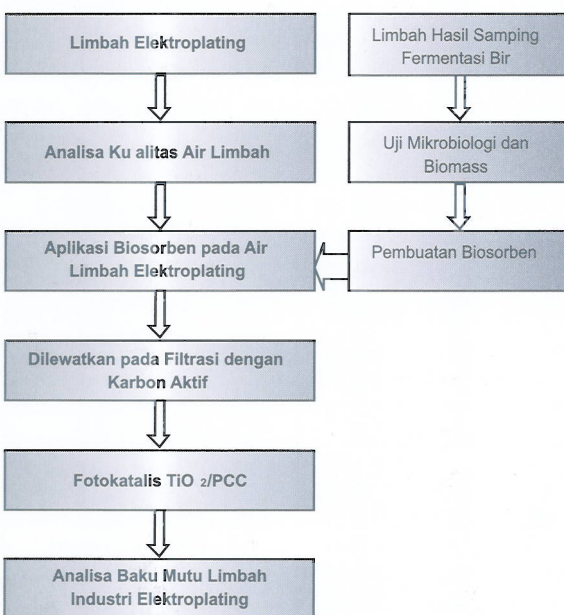 Limbah Elektroplating
Analisa Ku alitas Air Limbah
Aplikasi Biosorben pada Air
Limbah Elektroplating
Dilewatkan pada Filtrasi dengan
Karbon Aktif
Fotokatalis TiO 2/PCC
Analisa Baku Mutu Limbah
Industri Elektroplating
Limbah Hasil Samping
Fermentasi Bir
Uji Mikrobiologi dan
Biomass
Pembuatan Biosorben